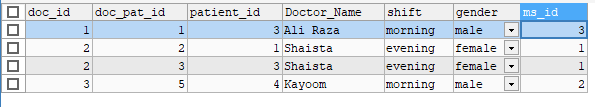 doc_id doc_pat_id patient_id Doctor_Name shift gender ms_id
1 1 3 Ali Raza morning male 3
2 2 1 Shaista evening female 1
2 3 3 Shaista evening female 1
3 5 4 Kayoom morning male 2